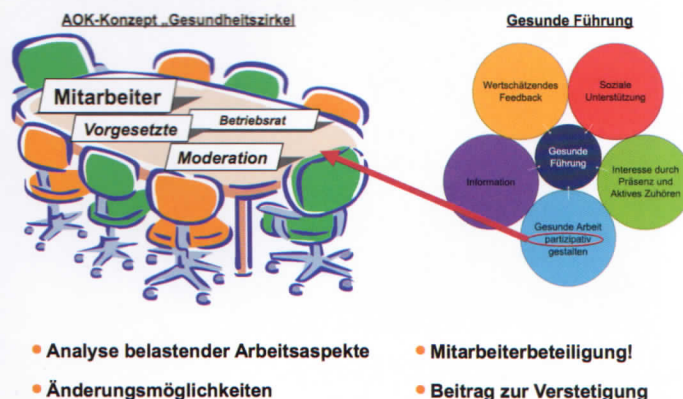 AOK-Konzept „Gesundheitszirkel
Mitarbeiter
Vorgesetzte
Betriebsrat
Moderation
Gesunde Führung
Wertschätzendes
Feedback
Soziale
Unterstützung
Gesunde
Führung
Information
Interesse durch
Präsenz und
Aktives Zuhören
Gesunde Arbeit
partizipativ
gestalten
• Analyse belastender Arbeitsaspekte
• Änderungsmöglichkeiten
• Mitarbeiterbeteiligung!
• Beitrag zur Verstetigung